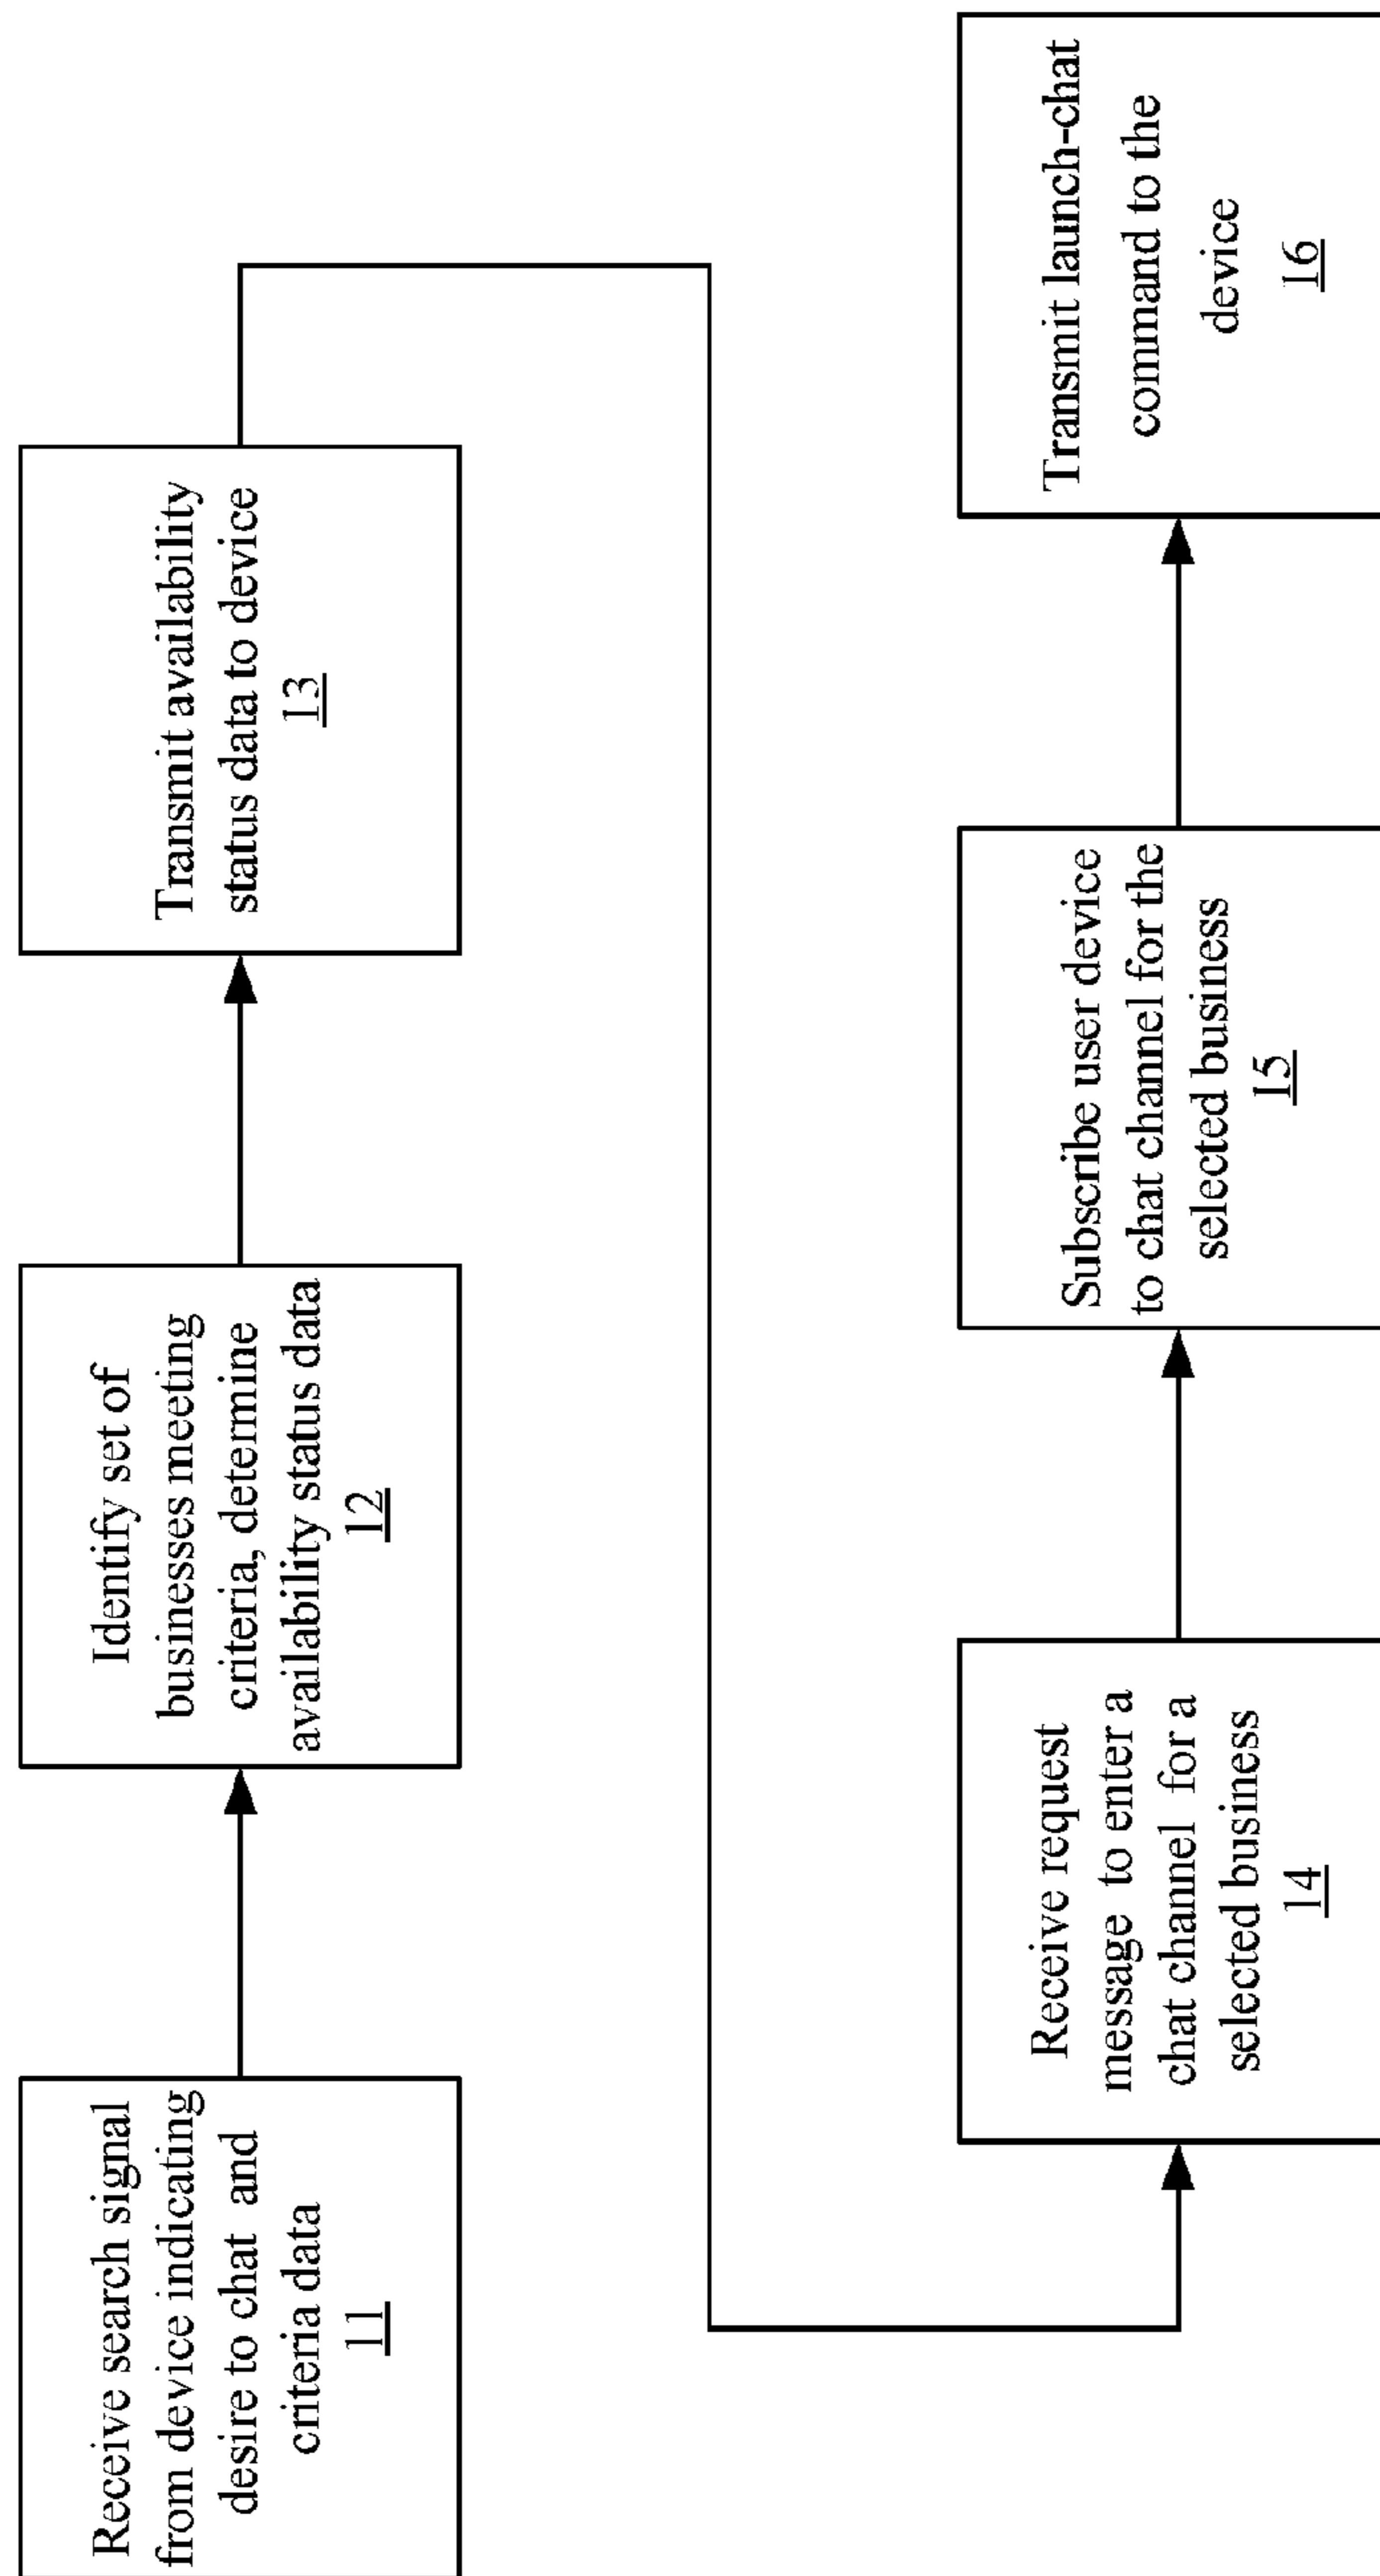 Receive search signal
from device indicating
desire to chat and
criteria data
11
Identify set of
businesses meeting
criteria, determine
availability status data
12
Transmit availability
status data to device
13
Receive request
message to enter a
chat channel for a
selected business
14
Subscribe user device
to chat channel for the
selected business
15
Transmit launch-chat
command to the
device
16